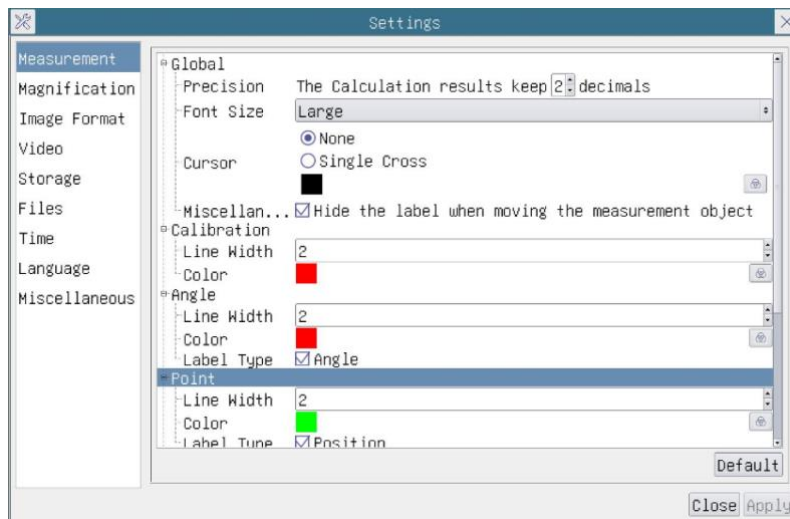 Settings
Measurement
Magnification
Image Format
Video
Storage
Files
Time
Language
Miscellaneous
Global
Precision The Calculation results keep 2 decimals
Font Size Large
None
Cursor Single Cross
Miscellan... Hide the label when moving the measurement object
Calibration
Line Width 2
Color
Angle
Line Width 2
Color
Label Type Angle
Point
Line Width 2
Color
Label Type Position
Default
Close Apply